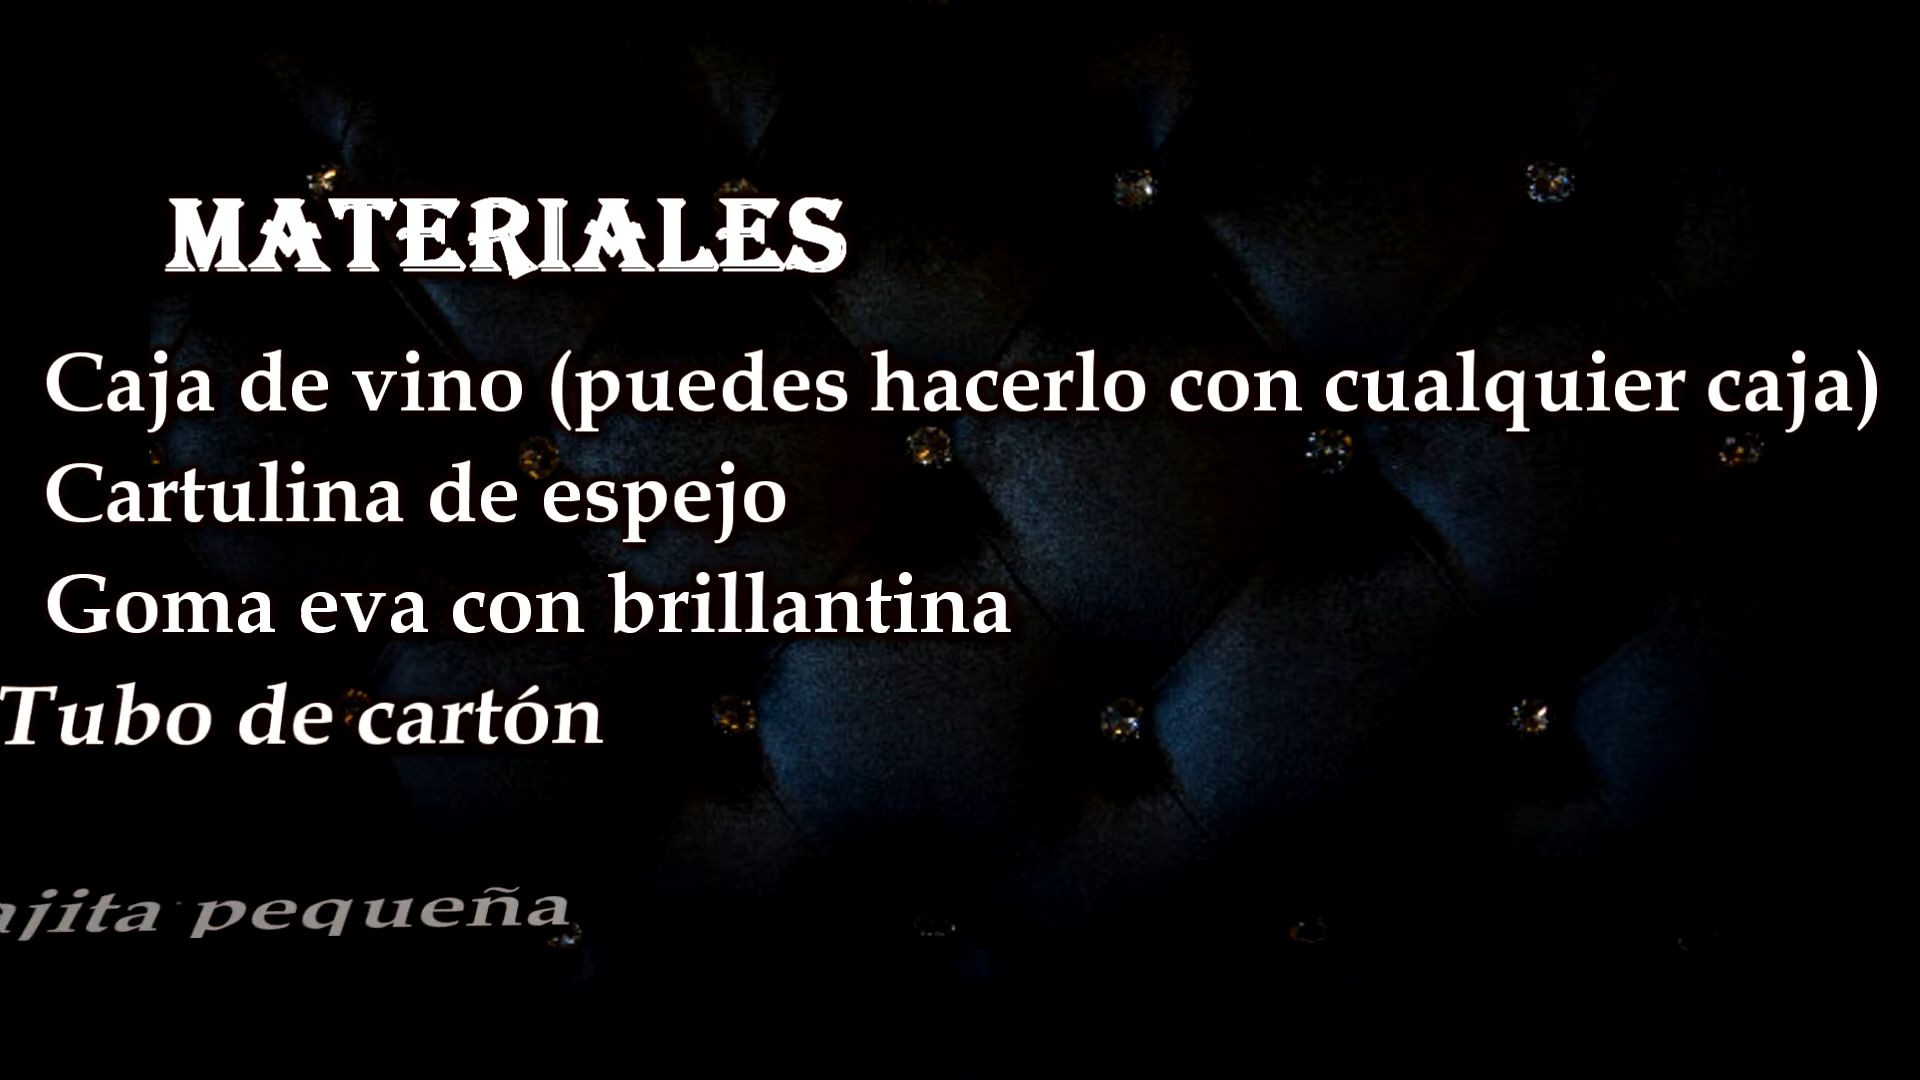 MATERIALES
Caja de vino (puedes hacerlo con cualquier caja)
Cartulina de espejo
Goma eva con brillantina
Tubo de cartón
pequeña